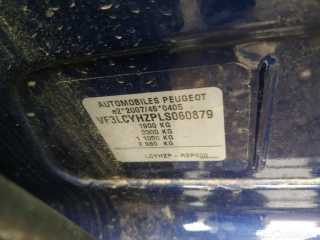 AUTOMOBILES PEUGEOT
e2*2007/46*0405
VF3LCYHZPLS060879
1900 KG
3300 KG
1 1050 KG
2 980 KG
LCYHZP